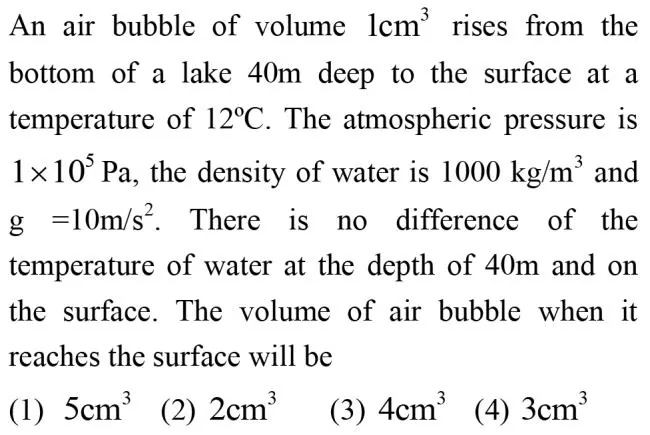 An air bubble of volume 1cm³ rises from the
bottom of a lake 40m deep to the surface at a
temperature of 12ºC. The atmospheric pressure is
1×10⁵ Pa, the density of water is 1000 kg/m³ and
g =10m/s². There is no difference of the
temperature of water at the depth of 40m and on
the surface. The volume of air bubble when it
reaches the surface will be
(1) 5cm³ (2) 2cm³ (3) 4cm³ (4) 3cm³